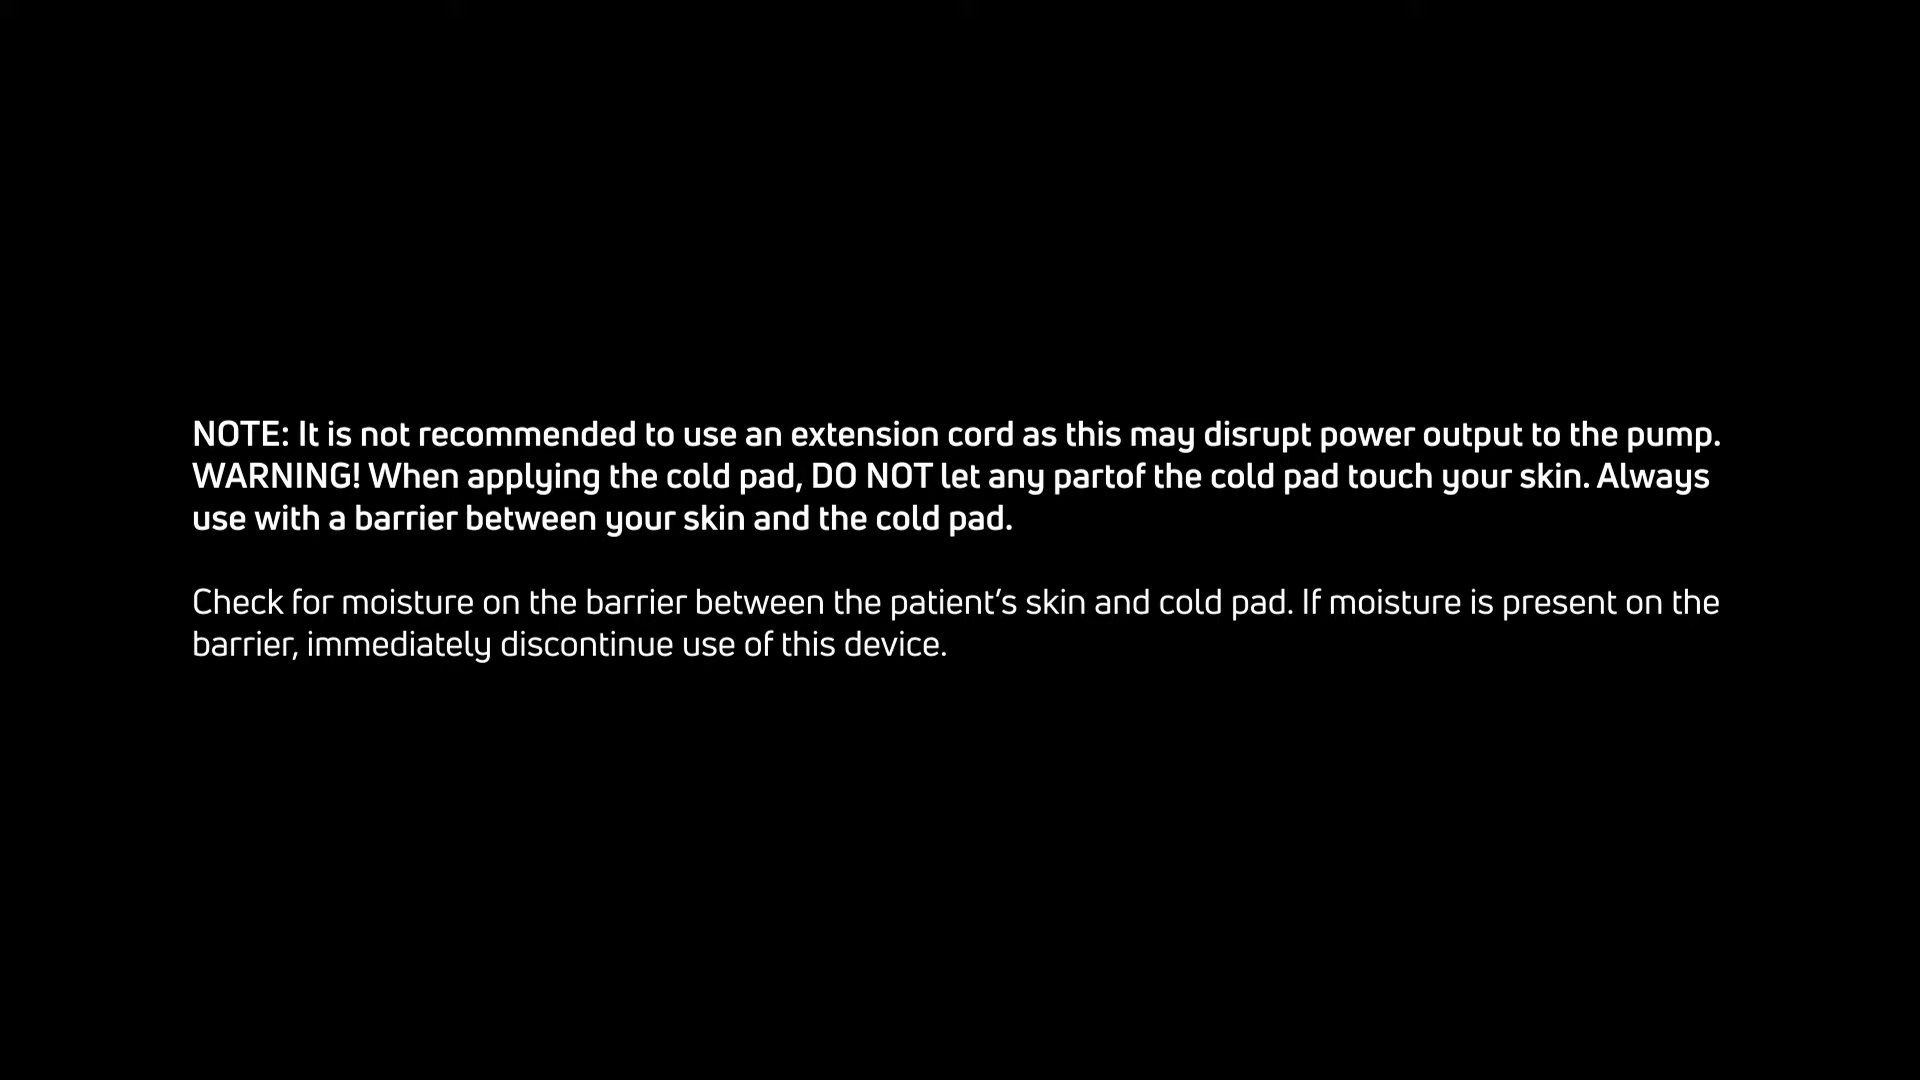 NOTE: It is not recommended to use an extension cord as this may disrupt power output to the pump.
WARNING! When applying the cold pad, DO NOT let any partof the cold pad touch your skin. Always
use with a barrier between your skin and the cold pad.
Check for moisture on the barrier between the patient’s skin and cold pad. If moisture is present on the
barrier, immediately discontinue use of this device.